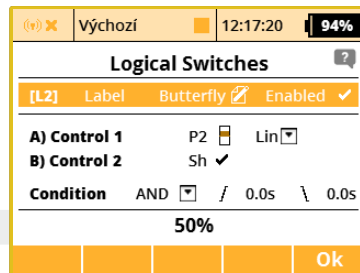 Výchozí 12:17:20 94%
Logical Switches ?
[L2] Label Butterfly Enabled
A) Control 1 P2 Lin
B) Control 2 Sh
Condition AND / 0.0s \ 0.0s
50%
Ok